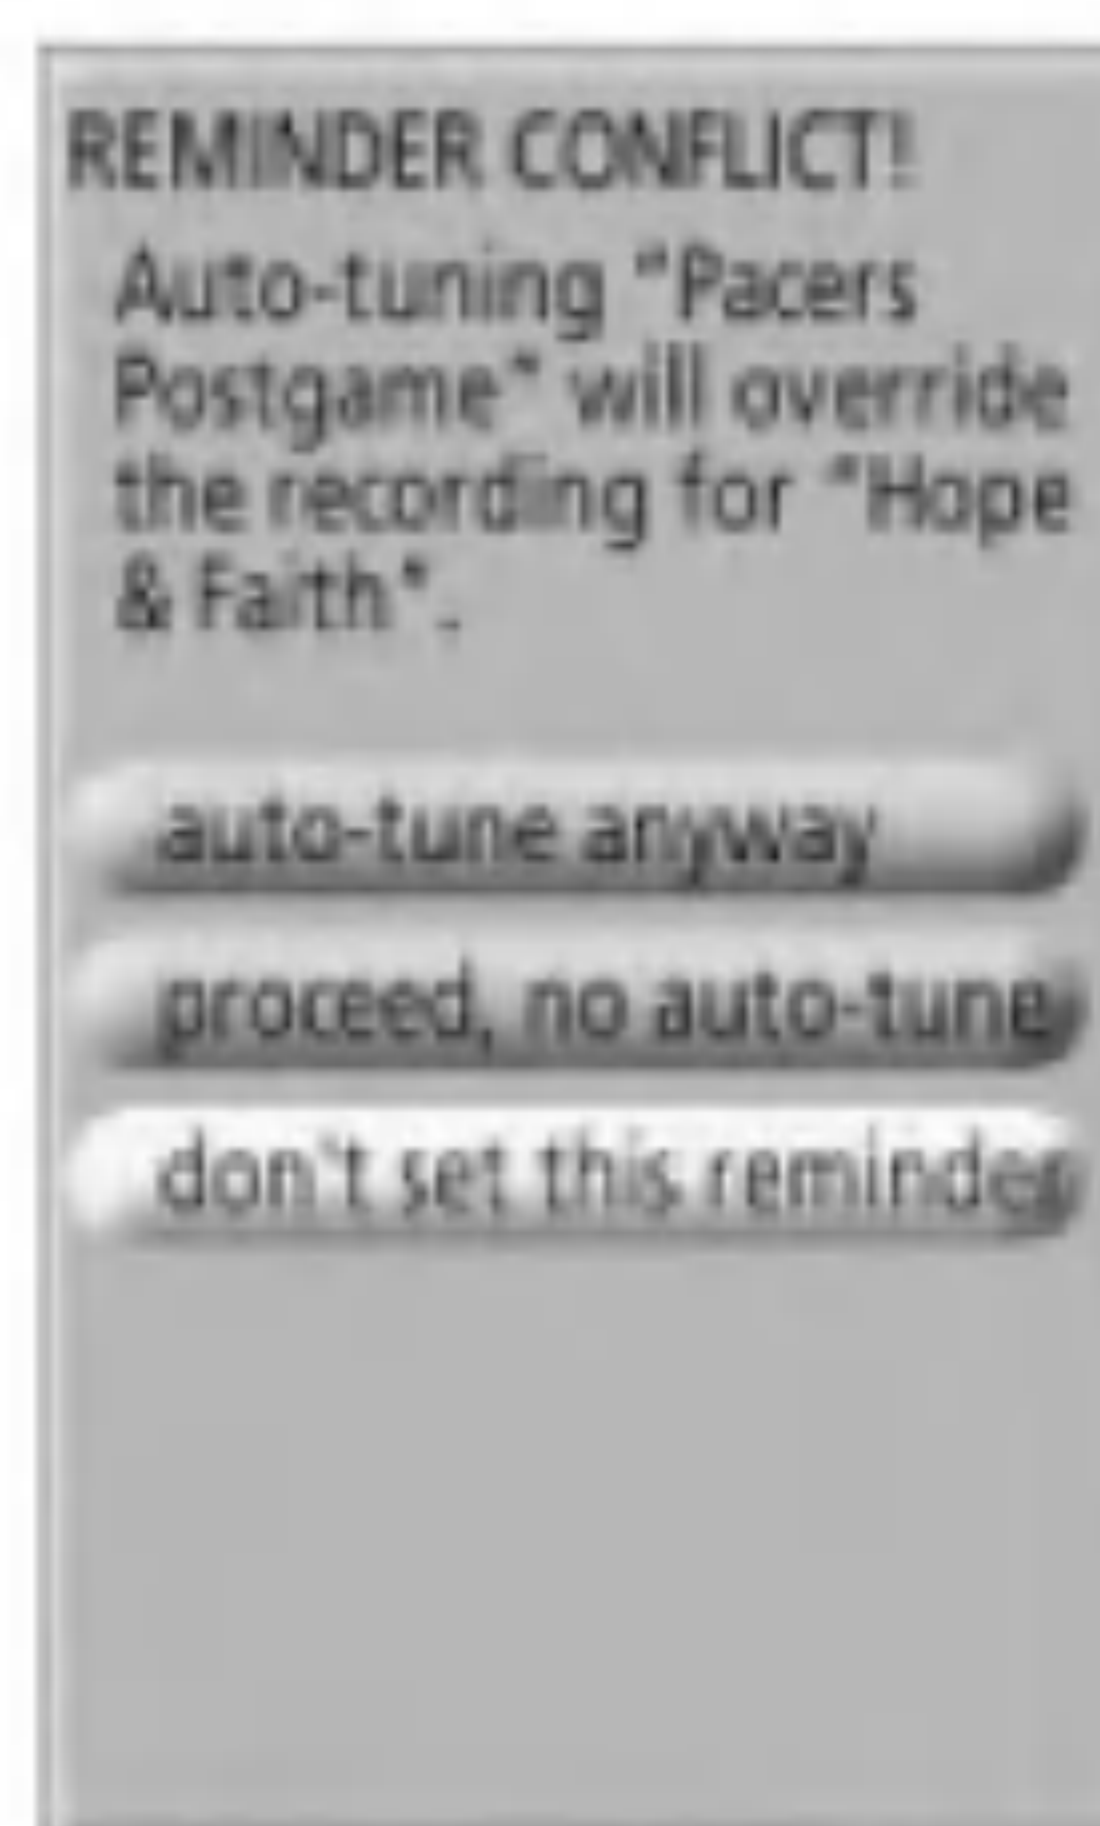 REMINDER CONFLICT!
Auto-tuning "Pacers
Postgame" will override
the recording for "Hope
& Faith".
auto-tune anyway
proceed, no auto-tune
don't set this reminder